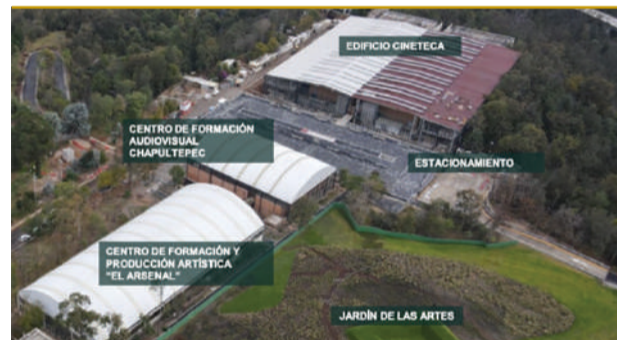 EDIFICIO CINETECA
CENTRO DE FORMACIÓN
AUDIOVISUAL
CHAPULTEPEC
ESTACIONAMIENTO
CENTRO DE FORMACIÓN Y
PRODUCCIÓN ARTÍSTICA
"EL ARSENAL"
JARDÍN DE LAS ARTES